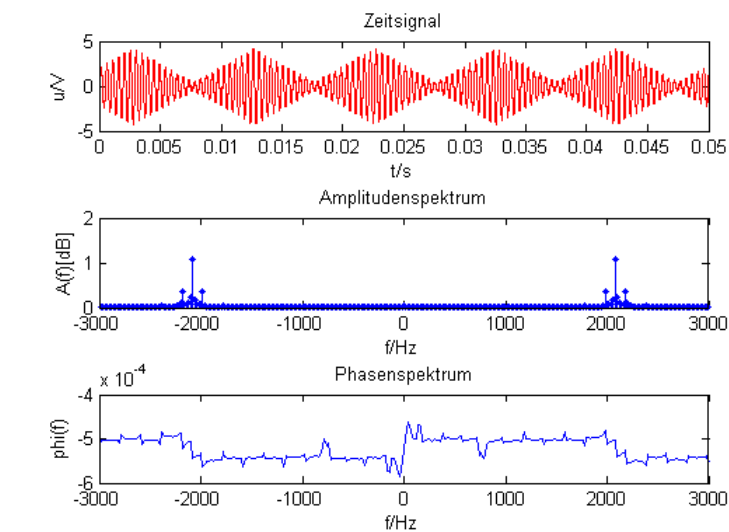 Zeitsignal
5
0
-5
u/V
0 0.005 0.01 0.015 0.02 0.025 0.03 0.035 0.04 0.045 0.05
t/s
Amplitudenspektrum
2
1
0
A(f)[dB]
-3000 -2000 -1000 0 1000 2000 3000
f/Hz
Phasenspektrum
x 10^-4
-4
-5
-6
phi(f)
-3000 -2000 -1000 0 1000 2000 3000
f/Hz